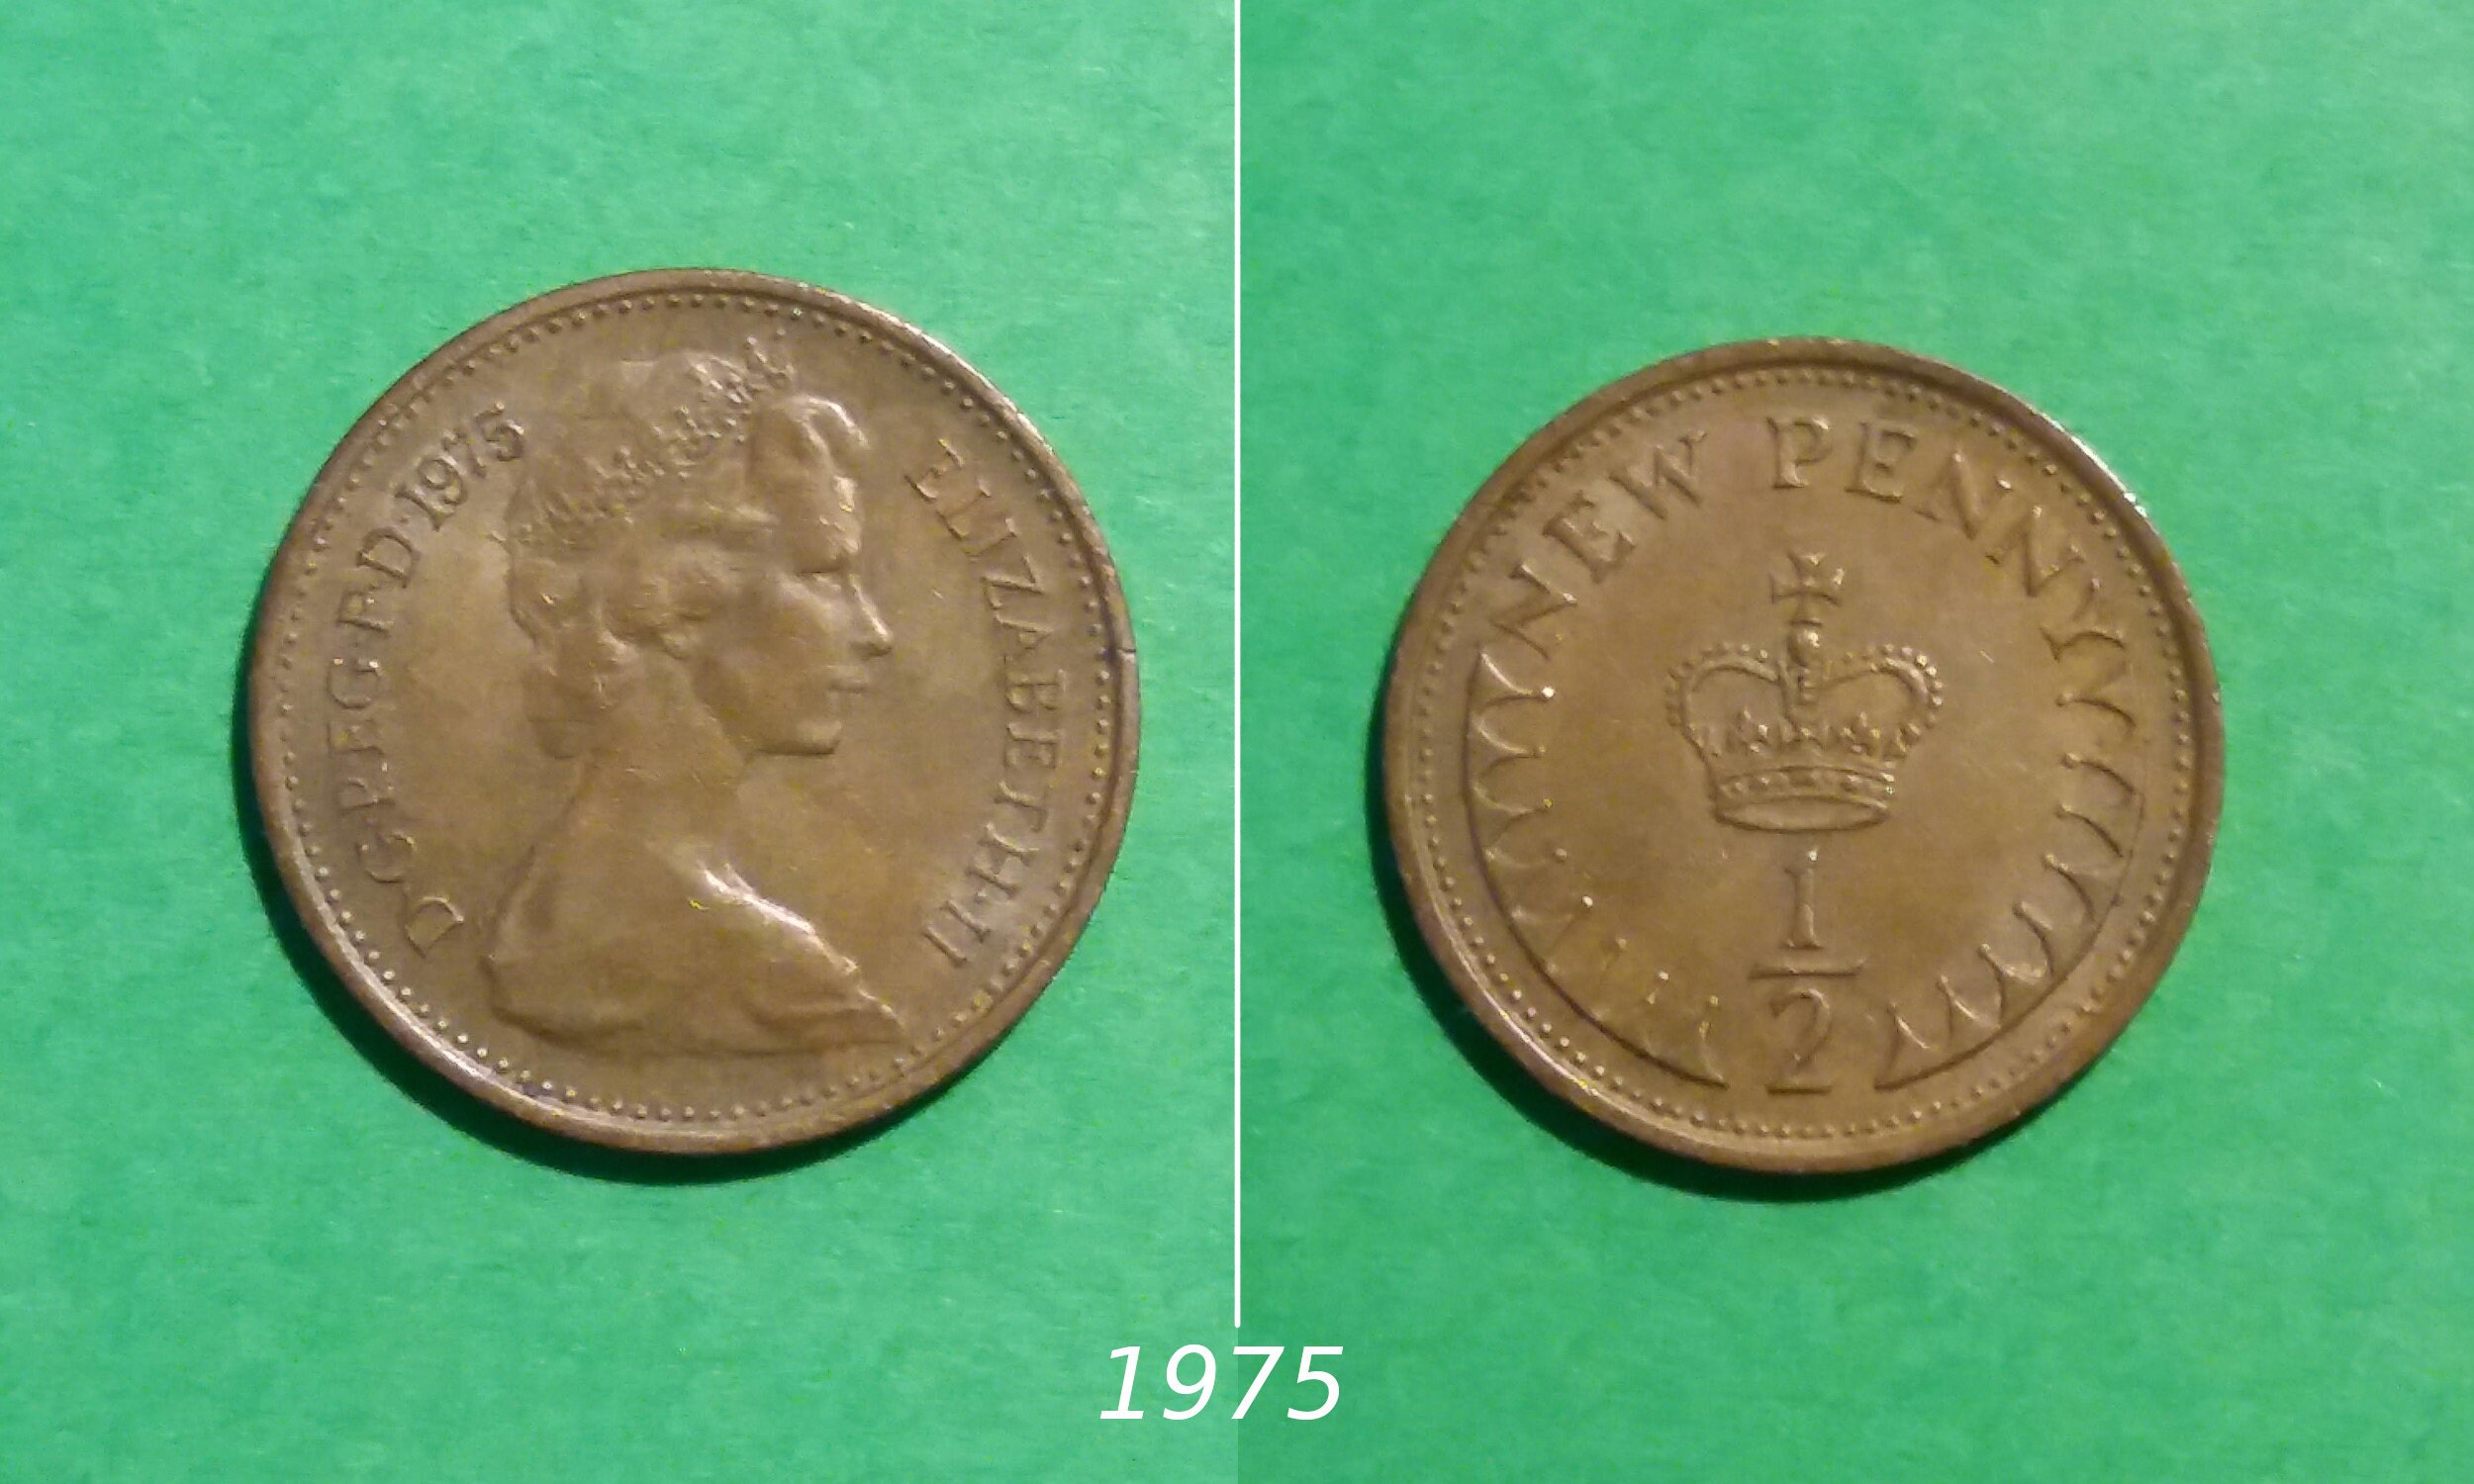 D·G·REG·F·D·1975
ELIZABETH·II
NEW PENNY
1
2
1975